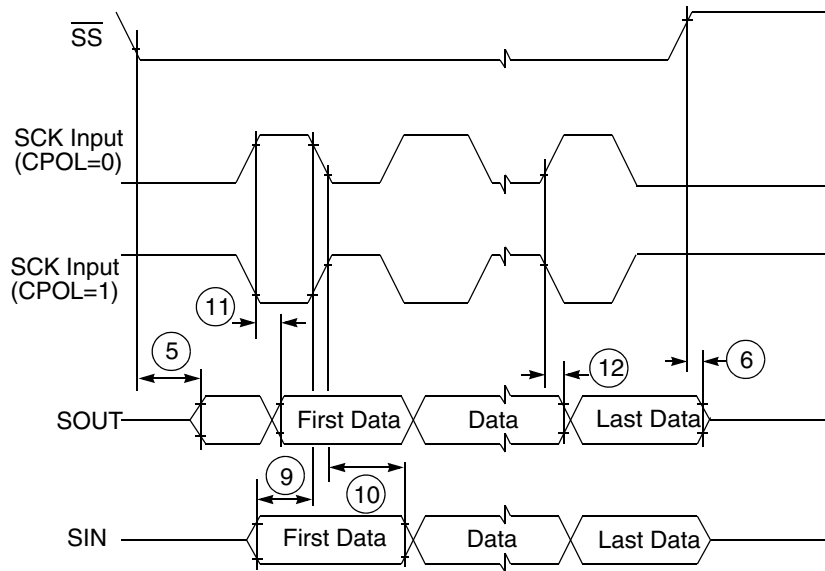 SS
SCK Input
(CPOL=0)
SCK Input
(CPOL=1)
11
5
12
6
SOUT
First Data
Data
Last Data
9
10
SIN
First Data
Data
Last Data